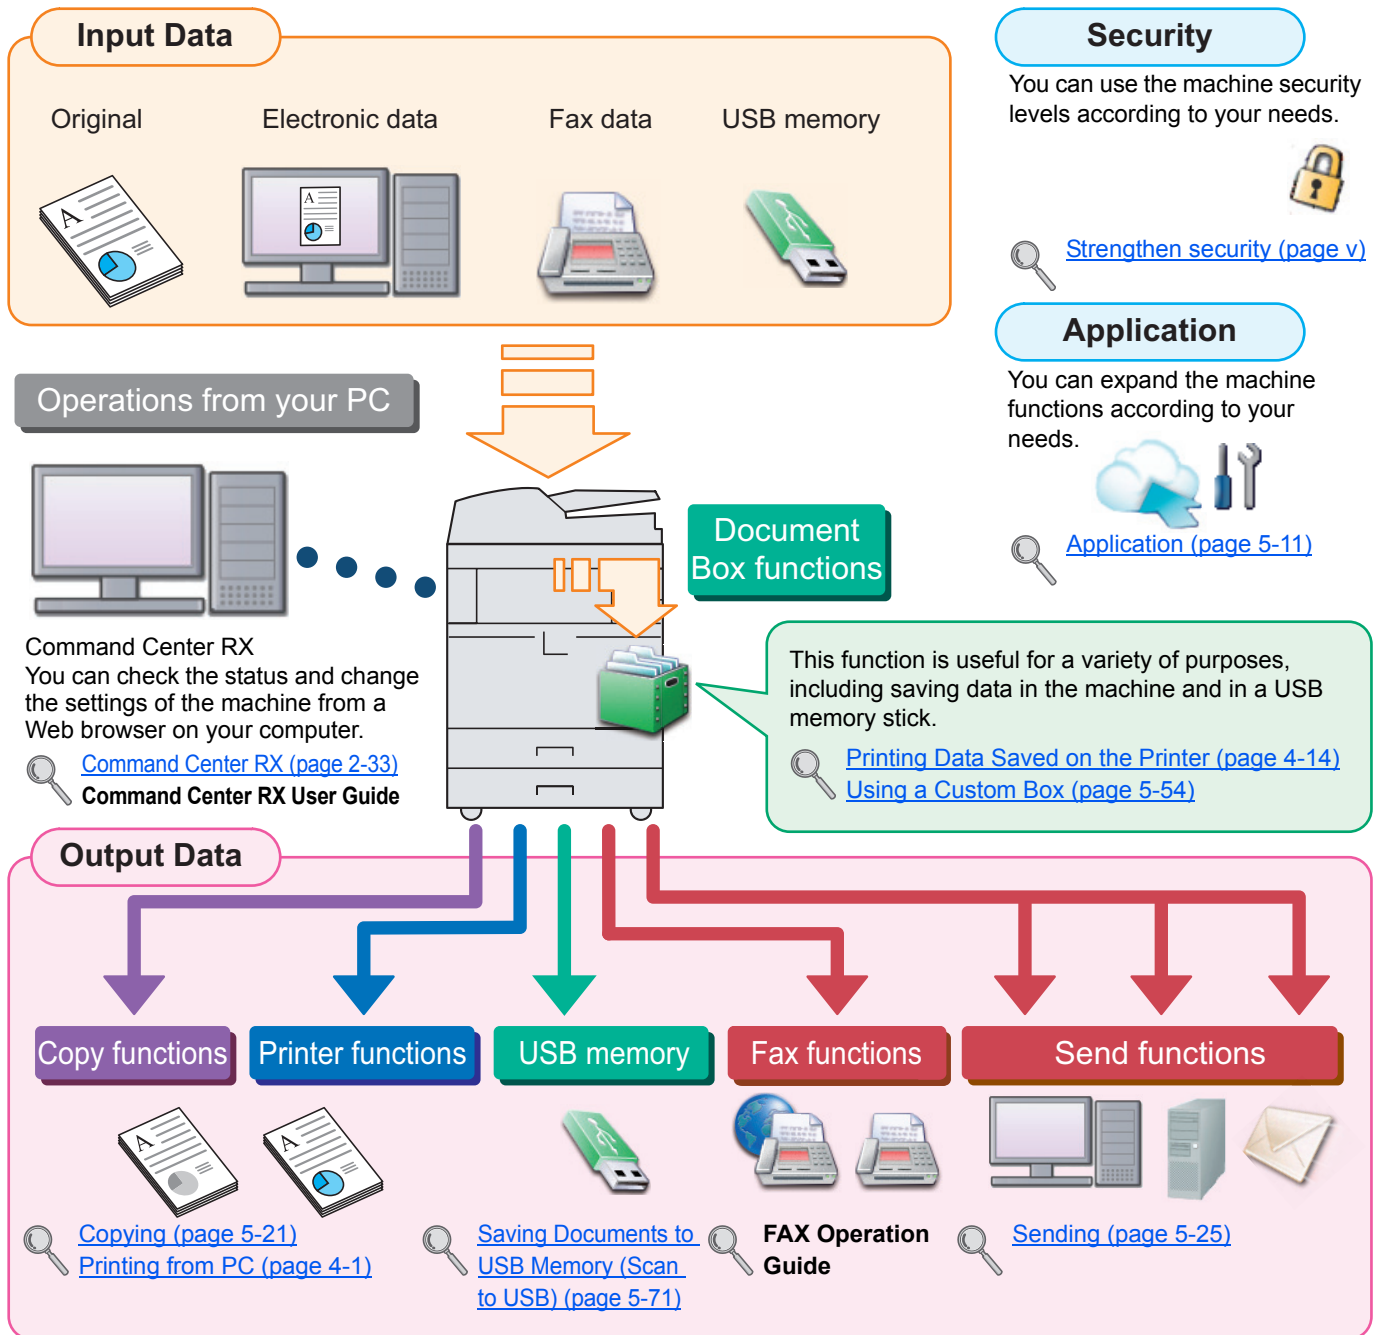 Input Data
Original
Electronic data
Fax data
USB memory
Security
You can use the machine security
levels according to your needs.
Strengthen security (page v)
Application
You can expand the machine
functions according to your
needs.
Application (page 5-11)
Operations from your PC
Command Center RX
You can check the status and change
the settings of the machine from a
Web browser on your computer.
Command Center RX (page 2-33)
Command Center RX User Guide
Document
Box functions
This function is useful for a variety of purposes,
including saving data in the machine and in a USB
memory stick.
Printing Data Saved on the Printer (page 4-14)
Using a Custom Box (page 5-54)
Output Data
Copy functions
Printer functions
USB memory
Fax functions
Send functions
Copying (page 5-21)
Printing from PC (page 4-1)
Saving Documents to
USB Memory (Scan
to USB) (page 5-71)
FAX Operation
Guide
Sending (page 5-25)